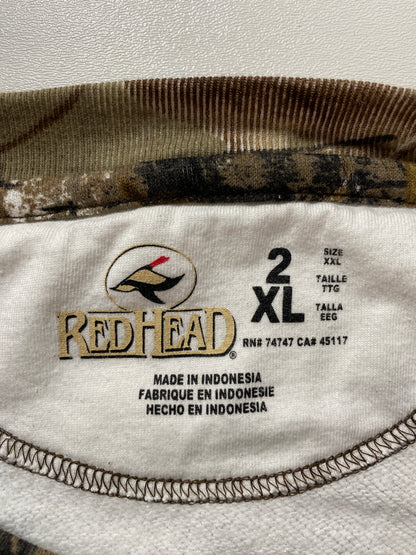 REDHEAD®
2
XL
SIZE
XXL
TAILLE
TTG
TALLA
EEG
RN# 74747 CA# 45117
MADE IN INDONESIA
FABRIQUE EN INDONESIE
HECHO EN INDONESIA